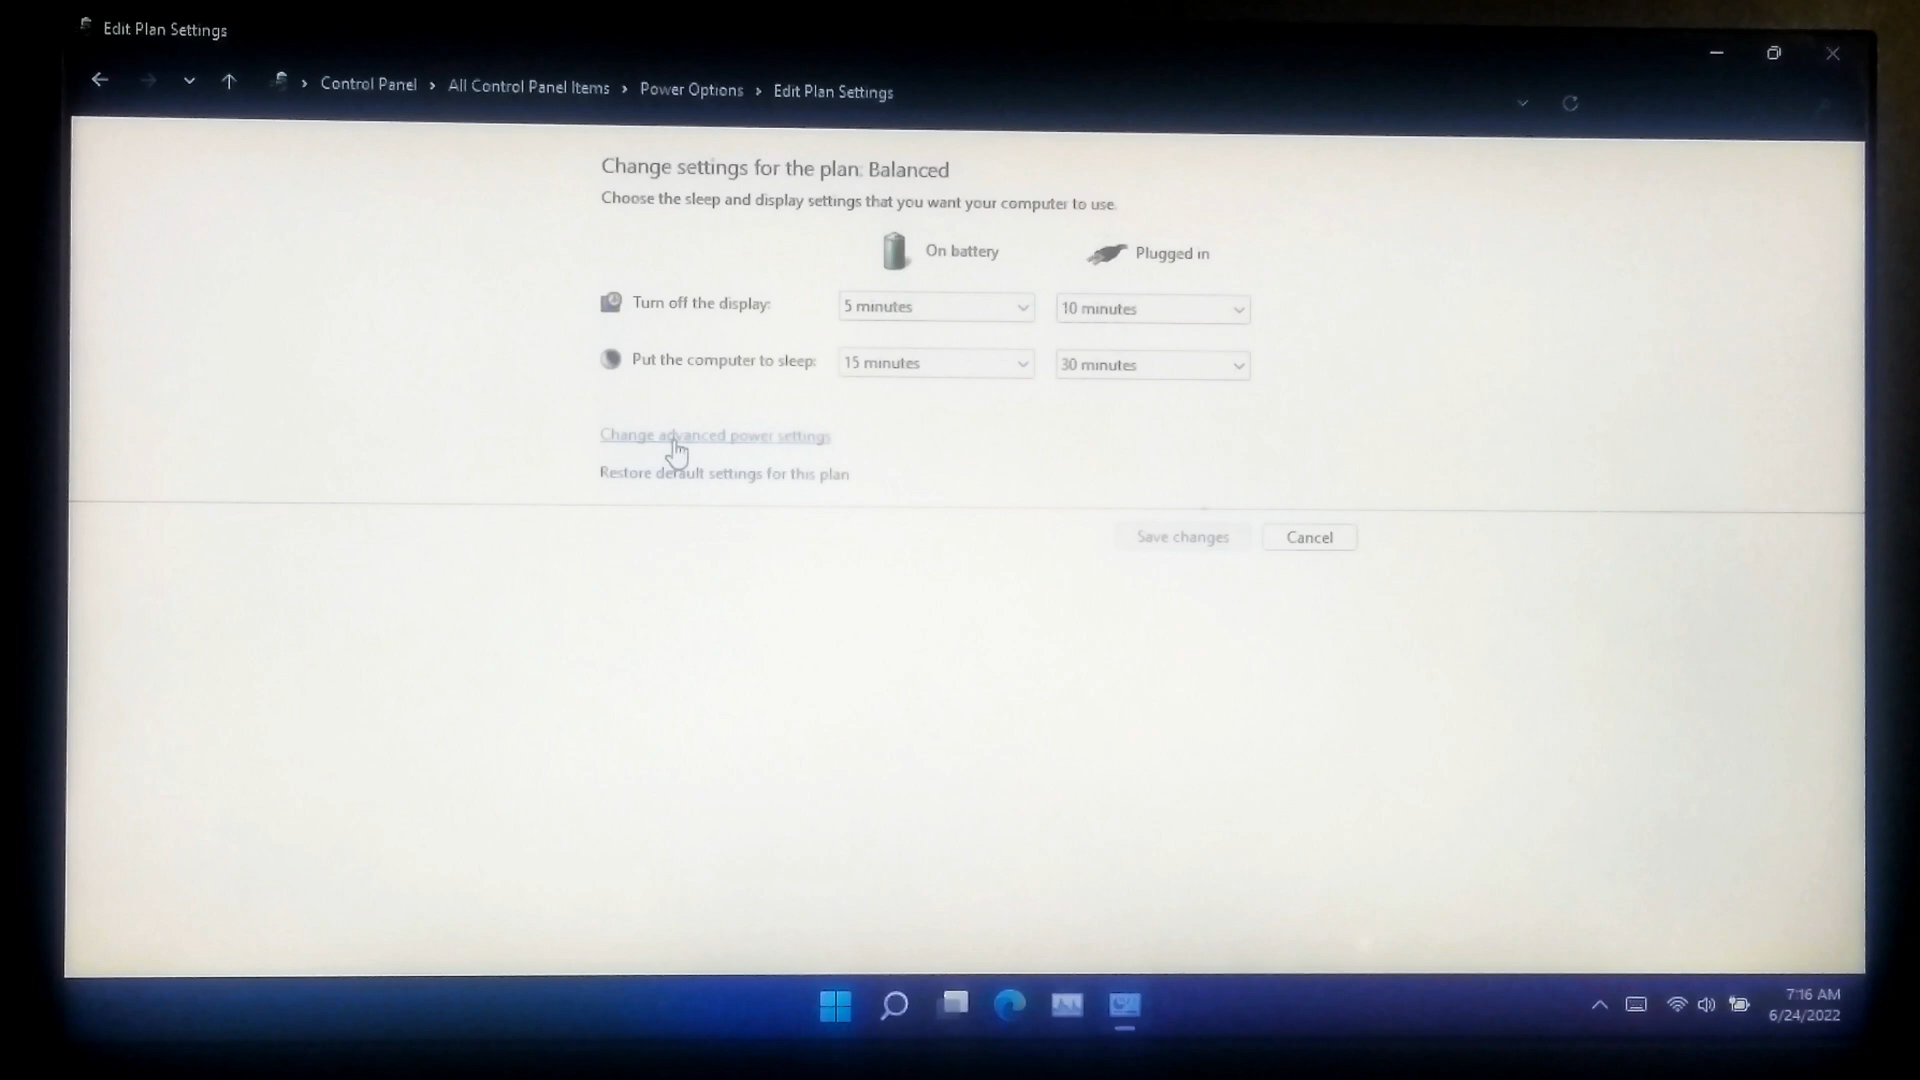 Edit Plan Settings
Control Panel > All Control Panel Items > Power Options > Edit Plan Settings
Change settings for the plan: Balanced
Choose the sleep and display settings that you want your computer to use.
On battery Plugged in
Turn off the display: 5 minutes 10 minutes
Put the computer to sleep: 15 minutes 30 minutes
Change advanced power settings
Restore default settings for this plan
Save changes Cancel
7:16 AM
6/24/2022